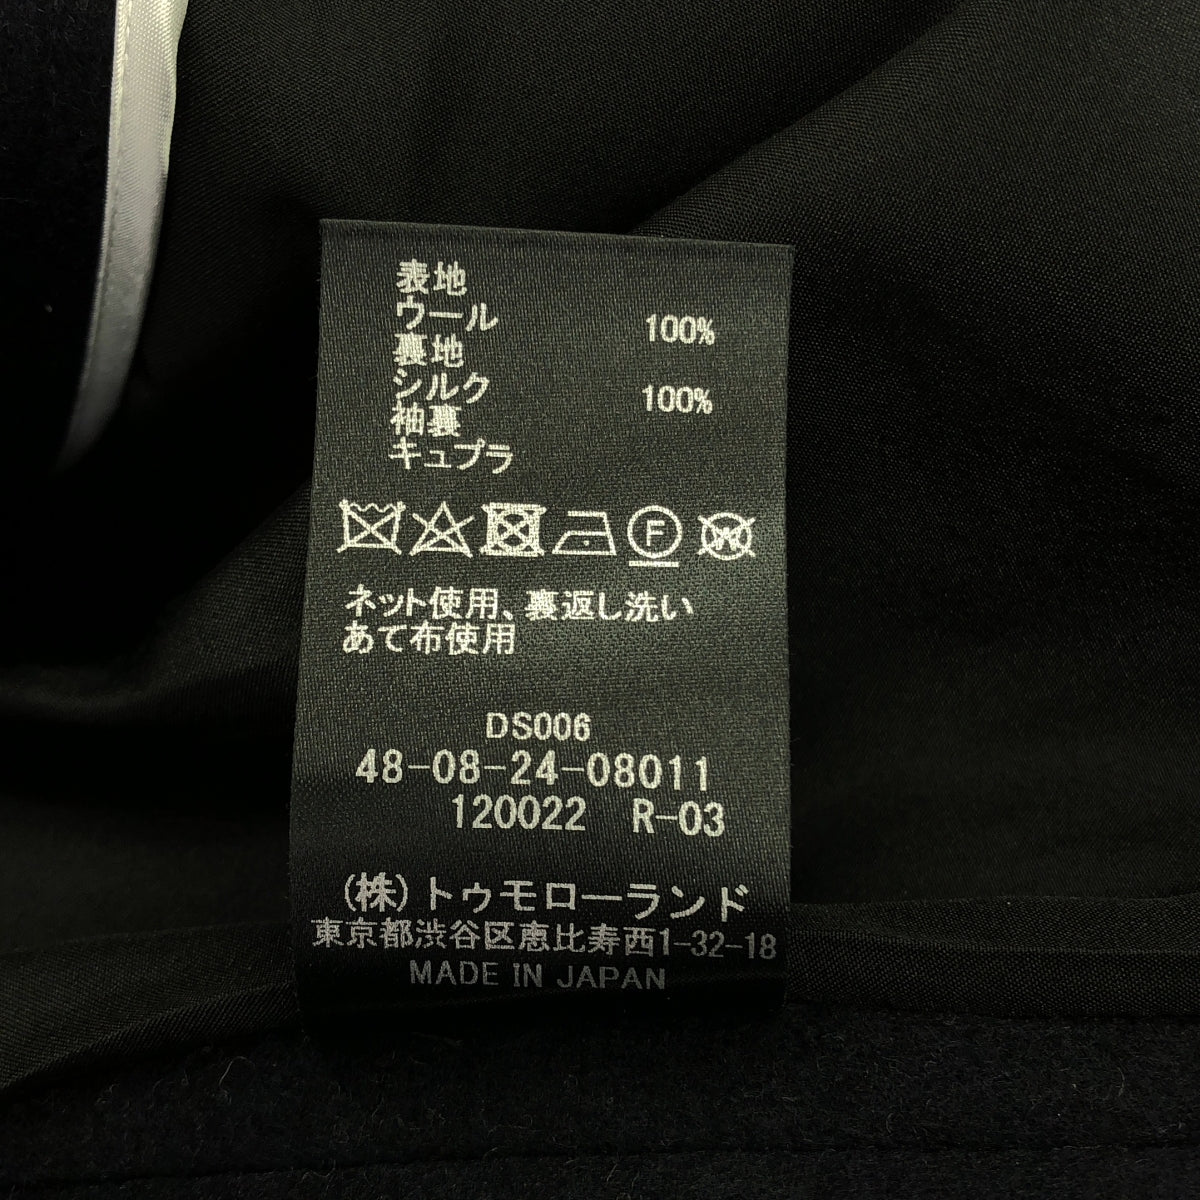 表地
ウール 100%
裏地
シルク 100%
袖裏
キュプラ
F
W
ネット使用、裏返し洗い
あて布使用
DS006
48-08-24-08011
120022 R-03
(株)トゥモローランド
東京都渋谷区恵比寿西1-32-18
MADE IN JAPAN